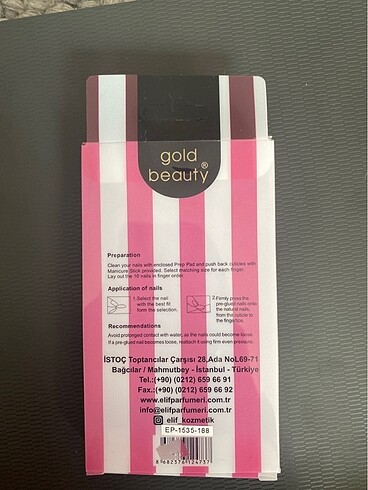 gold
beauty®
Preparation
Clean your nails with enclosed Prep Pad and push back cuticles with
Manicure Stick provided. Select matching size for each finger.
Lay out the 10 nails in finger order
Application of nails
1.Select the nail
with the best fit
form the selection.
2.Firmly press the
pre-glued nails onto
the natural nails,
from the cuticle to
the fingertips
Recommendations
Avoid prolonged contact with water, as the nails could become loose.
If a pre-glued nail becomes loose, reattach it using firm even pressure.
İSTOÇ Toptancılar Çarşısı 28,Ada NoL69-71
Bağcılar / Mahmutbey - İstanbul - Türkiye
Tel.:(+90) (0212) 659 66 91
Fax.:(+90) (0212) 659 66 92
www.elifparfumeri.com.tr
info@elifparfumeri.com.tr
elif_kozmetik
EP-1535-188
8 682376 124737